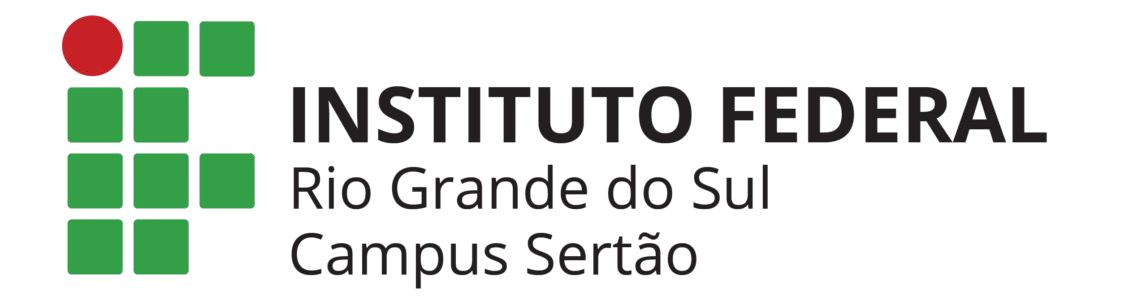 INSTITUTO FEDERAL
Rio Grande do Sul
Campus Sertão